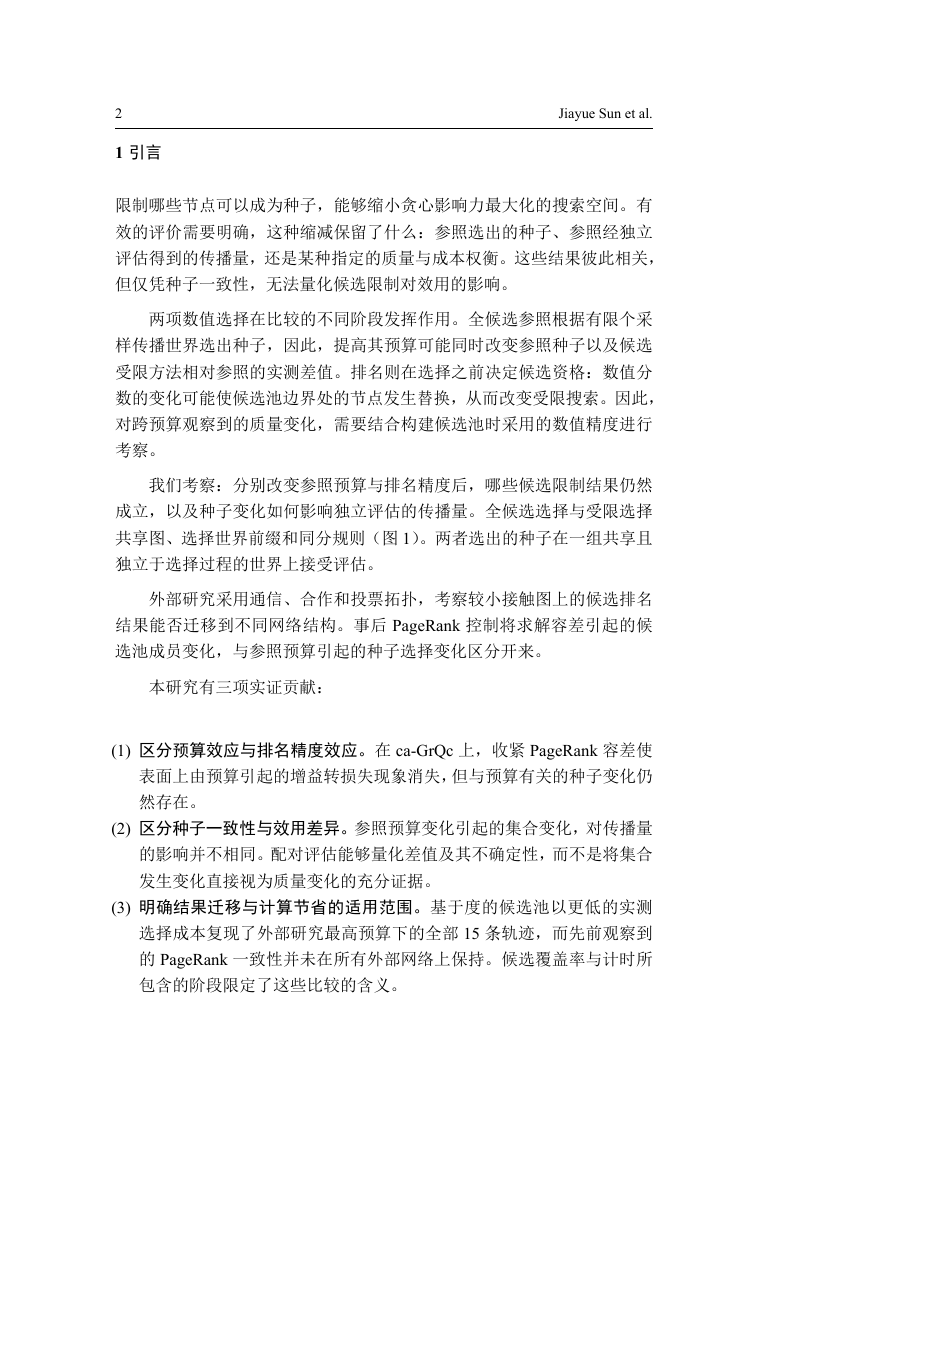 2
Jiayue Sun et al.
1 引言
限制哪些节点可以成为种子，能够缩小贪心影响力最大化的搜索空间。有
效的评价需要明确，这种缩减保留了什么：参照选出的种子、参照经独立
评估得到的传播量，还是某种指定的质量与成本权衡。这些结果彼此相关，
但仅凭种子一致性，无法量化候选限制对效用的影响。
两项数值选择在比较的不同阶段发挥作用。全候选参照根据有限个采
样传播世界选出种子，因此，提高其预算可能同时改变参照种子以及候选
受限方法相对参照的实测差值。排名则在选择之前决定候选资格：数值分
数的变化可能使候选池边界处的节点发生替换，从而改变受限搜索。因此，
对跨预算观察到的质量变化，需要结合构建候选池时采用的数值精度进行
考察。
我们考察：分别改变参照预算与排名精度后，哪些候选限制结果仍然
成立，以及种子变化如何影响独立评估的传播量。全候选选择与受限选择
共享图、选择世界前缀和同分规则（图 1）。两者选出的种子在一组共享且
独立于选择过程的世界上接受评估。
外部研究采用通信、合作和投票拓扑，考察较小接触图上的候选排名
结果能否迁移到不同网络结构。事后 PageRank 控制将求解容差引起的候
选池成员变化，与参照预算引起的种子选择变化区分开来。
本研究有三项实证贡献：
(1) 区分预算效应与排名精度效应。在 ca-GrQc 上，收紧 PageRank 容差使
表面上由预算引起的增益转损失现象消失，但与预算有关的种子变化仍
然存在。
(2) 区分种子一致性与效用差异。参照预算变化引起的集合变化，对传播量
的影响并不相同。配对评估能够量化差值及其不确定性，而不是将集合
发生变化直接视为质量变化的充分证据。
(3) 明确结果迁移与计算节省的适用范围。基于度的候选池以更低的实测
选择成本复现了外部研究最高预算下的全部 15 条轨迹，而先前观察到
的 PageRank 一致性并未在所有外部网络上保持。候选覆盖率与计时所
包含的阶段限定了这些比较的含义。